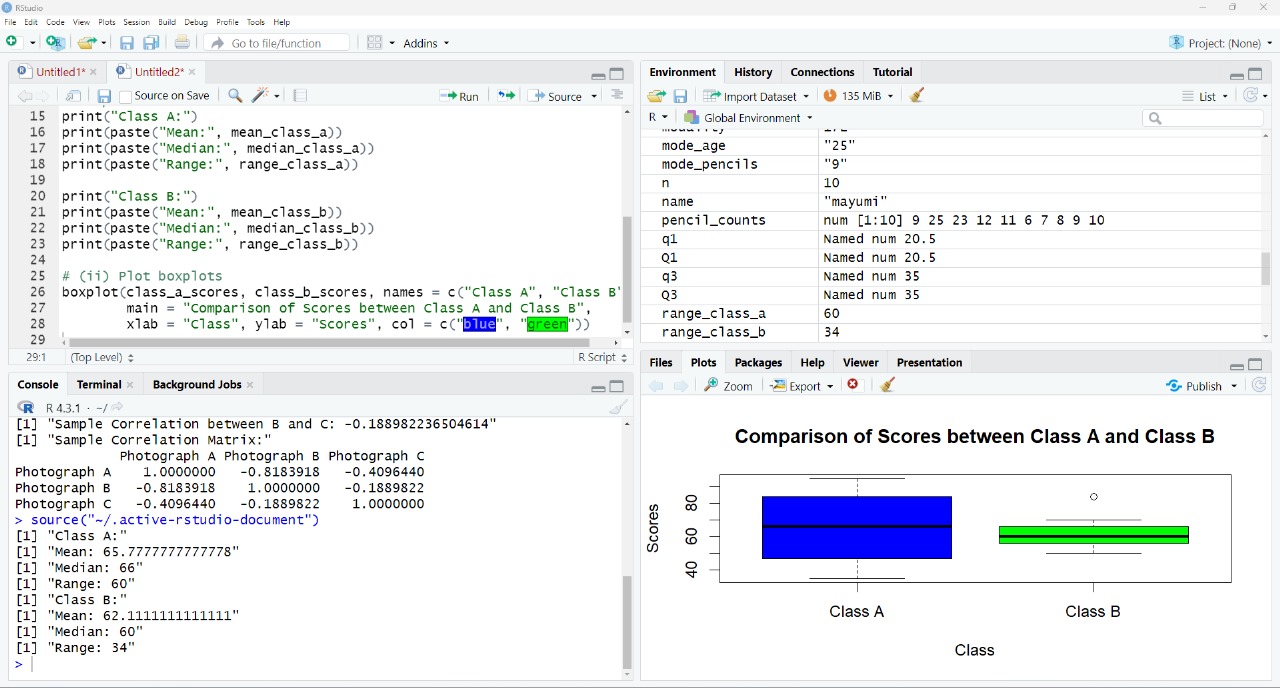 RStudio
File Edit Code View Plots Session Build Debug Profile Tools Help
Go to file/function Addins Project: (None)
Untitled1* Untitled2*
Source on Save Run Source
15 print("Class A:")
16 print(paste("Mean:", mean_class_a))
17 print(paste("Median:", median_class_a))
18 print(paste("Range:", range_class_a))
19
20 print("Class B:")
21 print(paste("Mean:", mean_class_b))
22 print(paste("Median:", median_class_b))
23 print(paste("Range:", range_class_b))
24
25 # (ii) Plot boxplots
26 boxplot(class_a_scores, class_b_scores, names = c("Class A", "Class B"
27 main = "Comparison of Scores between Class A and Class B",
28 xlab = "Class", ylab = "Scores", col = c("blue", "green"))
29
29:1 (Top Level) R Script
Console Terminal Background Jobs
R 4.3.1 · ~/
[1] "Sample Correlation between B and C: -0.188982236504614"
[1] "Sample Correlation Matrix:"
Photograph A Photograph B Photograph C
Photograph A 1.0000000 -0.8183918 -0.4096440
Photograph B -0.8183918 1.0000000 -0.1889822
Photograph C -0.4096440 -0.1889822 1.0000000
> source("~/.active-rstudio-document")
[1] "Class A:"
[1] "Mean: 65.7777777777778"
[1] "Median: 66"
[1] "Range: 60"
[1] "Class B:"
[1] "Mean: 62.1111111111111"
[1] "Median: 60"
[1] "Range: 34"
>
Environment History Connections Tutorial
Import Dataset 135 MiB List
R Global Environment
mode_age "25"
mode_pencils "9"
n 10
name "mayumi"
pencil_counts num [1:10] 9 25 23 12 11 6 7 8 9 10
q1 Named num 20.5
Q1 Named num 20.5
q3 Named num 35
Q3 Named num 35
range_class_a 60
range_class_b 34
Files Plots Packages Help Viewer Presentation
Zoom Export Publish
Comparison of Scores between Class A and Class B
Scores
80
60
40
Class A Class B
Class